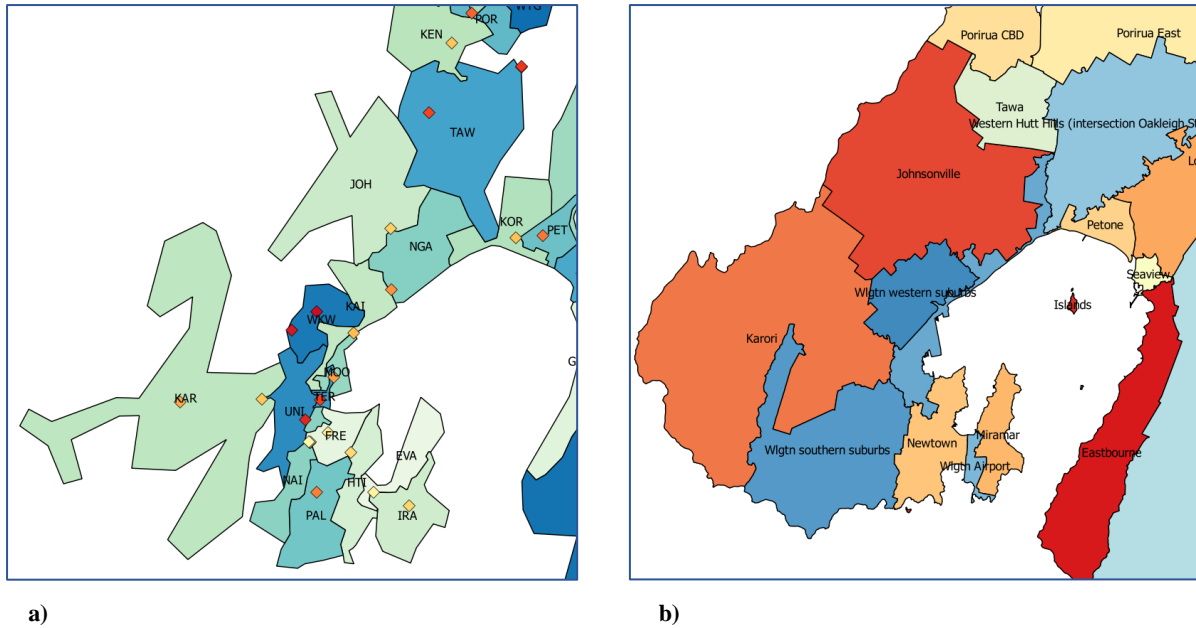 WTG
POR
KEN
TAW
JOH
KOR
PET
NGA
KAI
WKW
MOO
KAR
TER
UNI
FRE
EVA
NAI
HTI
PAL
IRA
G
a)
Porirua CBD
Porirua East
Tawa
Western Hutt Hills (intersection Oakleigh St
Lo
Johnsonville
Petone
Seaview
Wlgtn western suburbs
Islands
Karori
Wlgtn southern suburbs
Newtown
Miramar
Eastbourne
Wlgtn Airport
b)